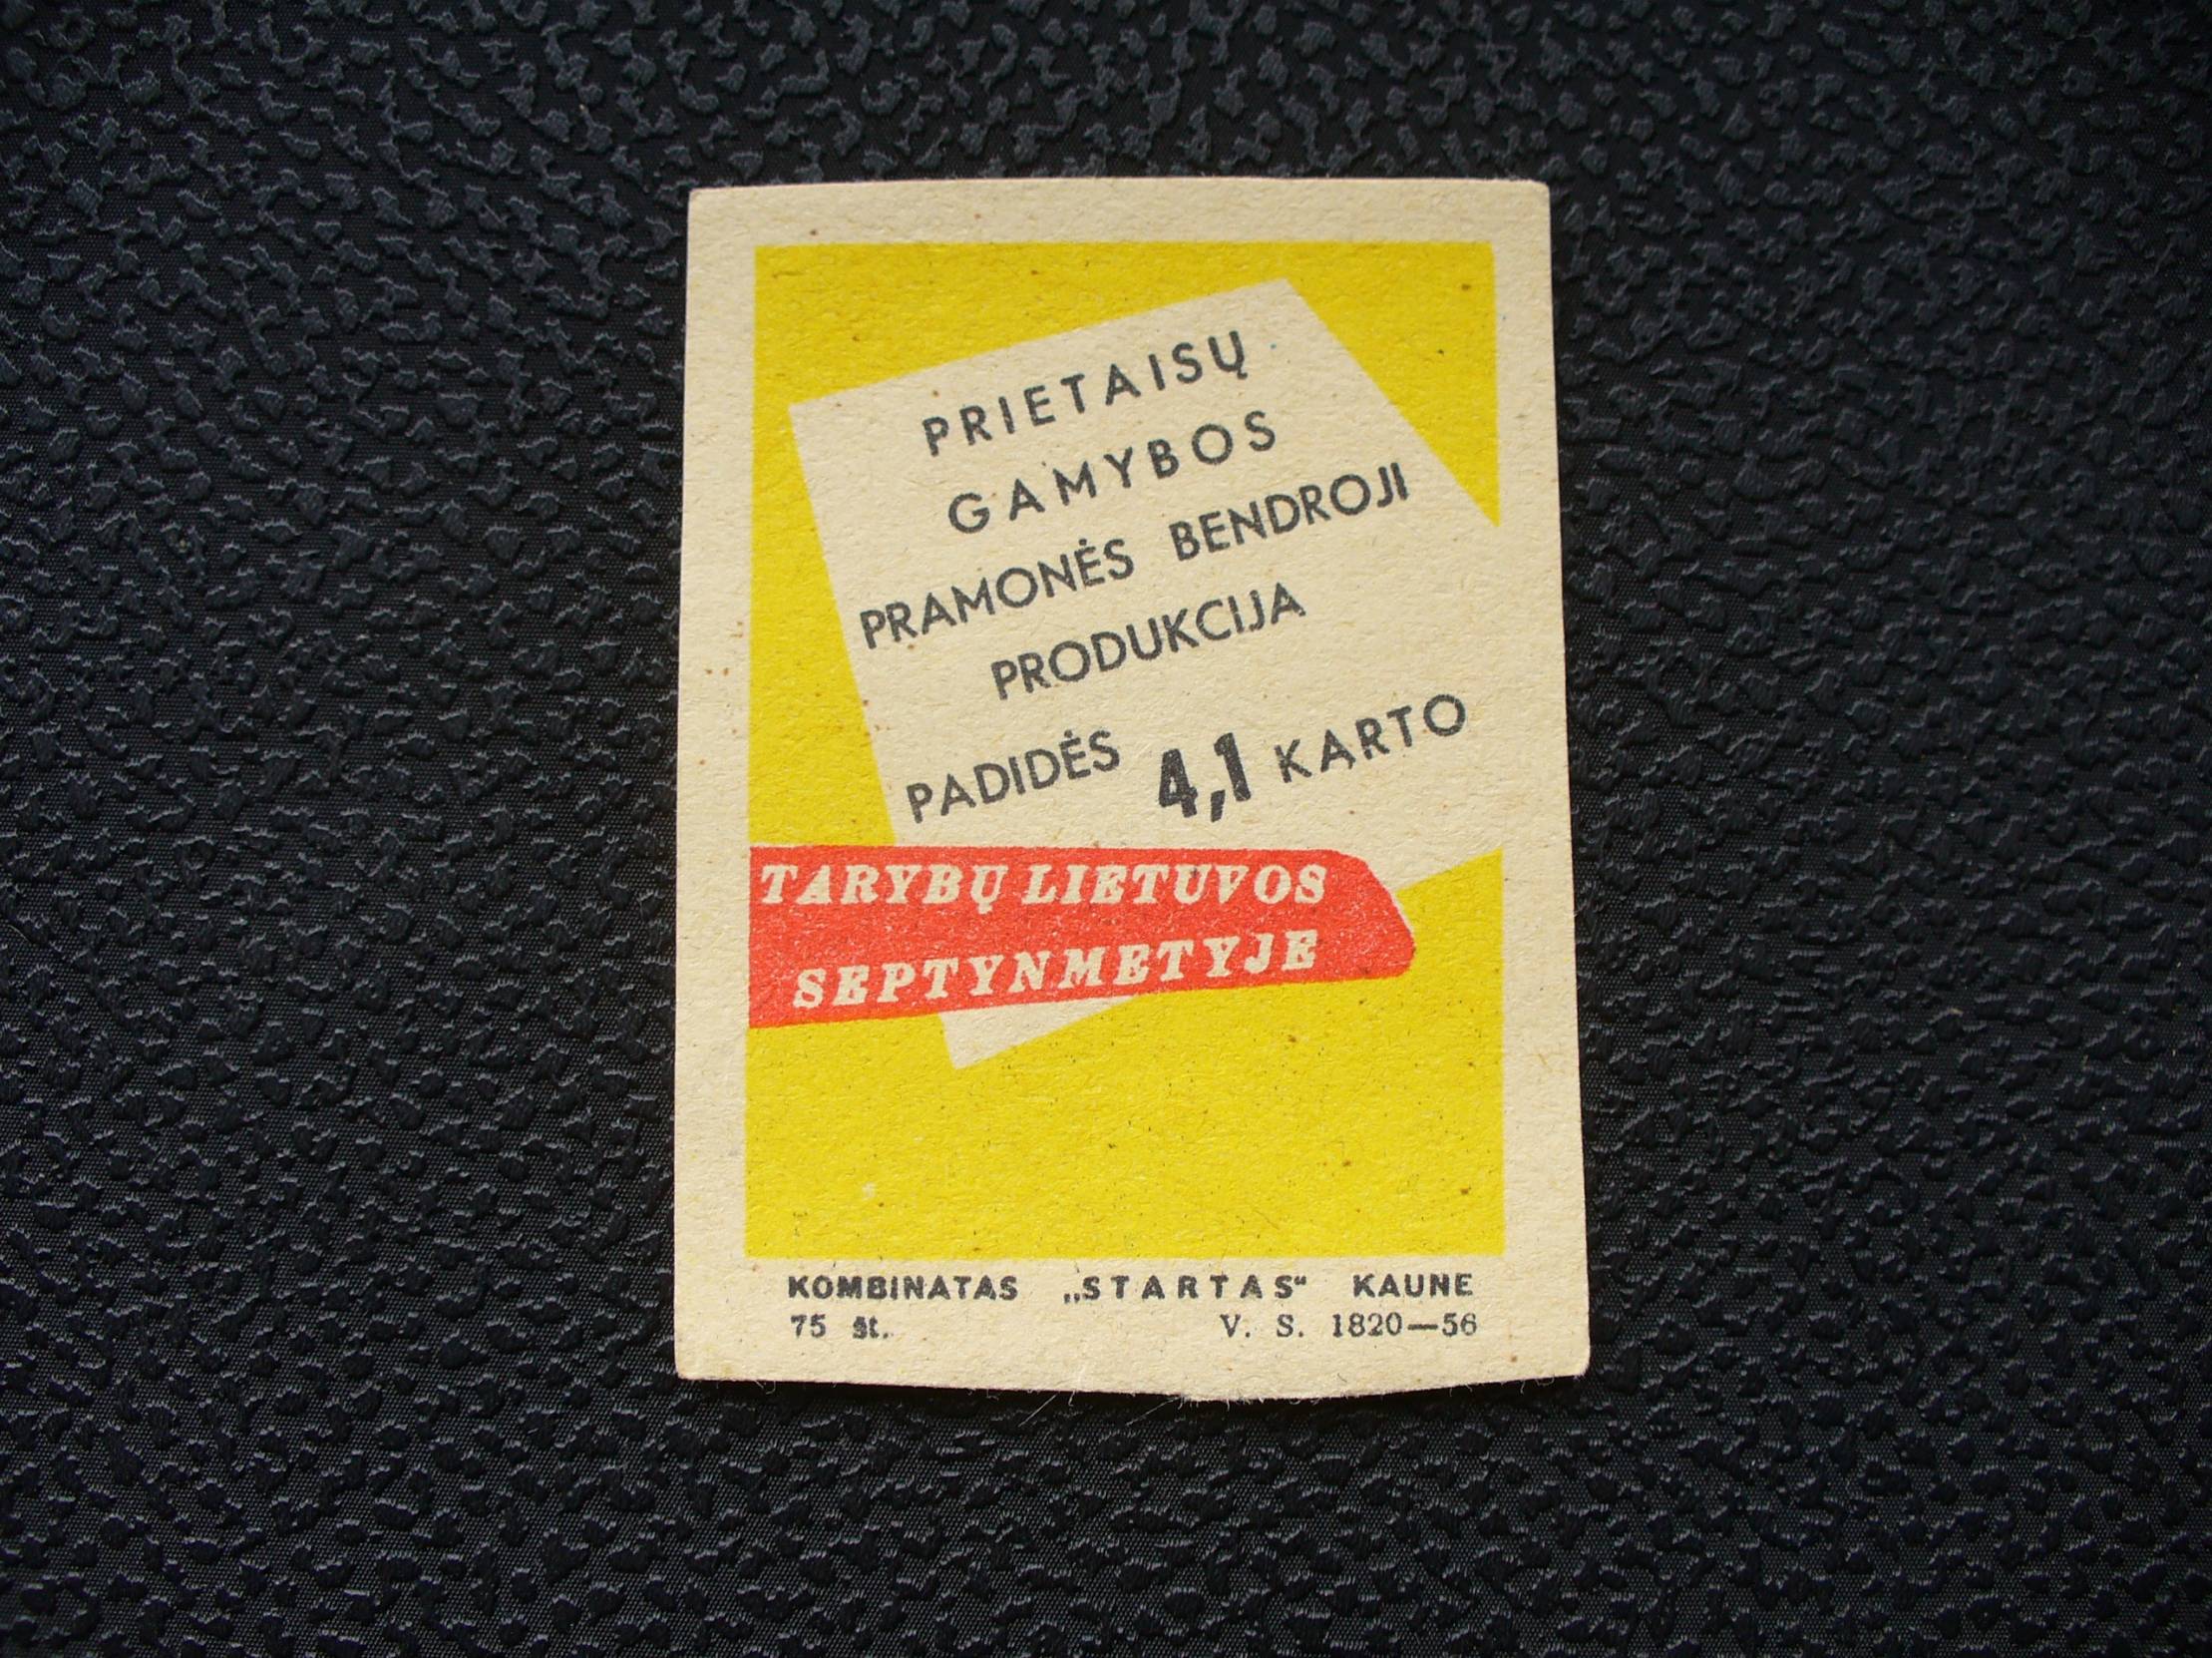 PRIETAISŲ
GAMYBOS
PRAMONĖS BENDROJI
PRODUKCIJA
PADIDĖS 4,1 KARTO
TARYBŲ LIETUVOS
SEPTYNMETYJE
KOMBINATAS „STARTAS“ KAUNE
75 št. V. S. 1820—56